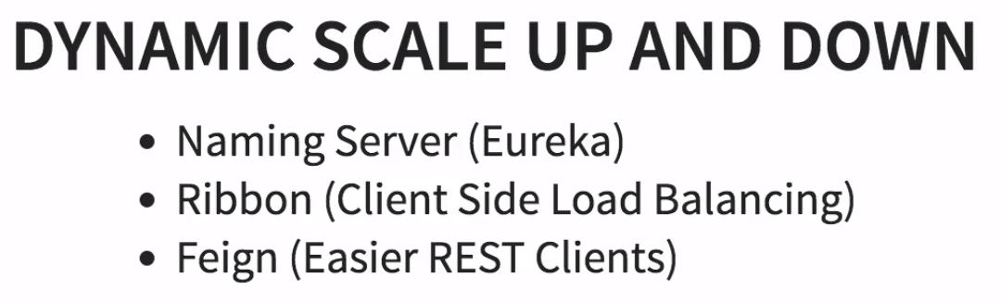 DYNAMIC SCALE UP AND DOWN
• Naming Server (Eureka)
• Ribbon (Client Side Load Balancing)
• Feign (Easier REST Clients)